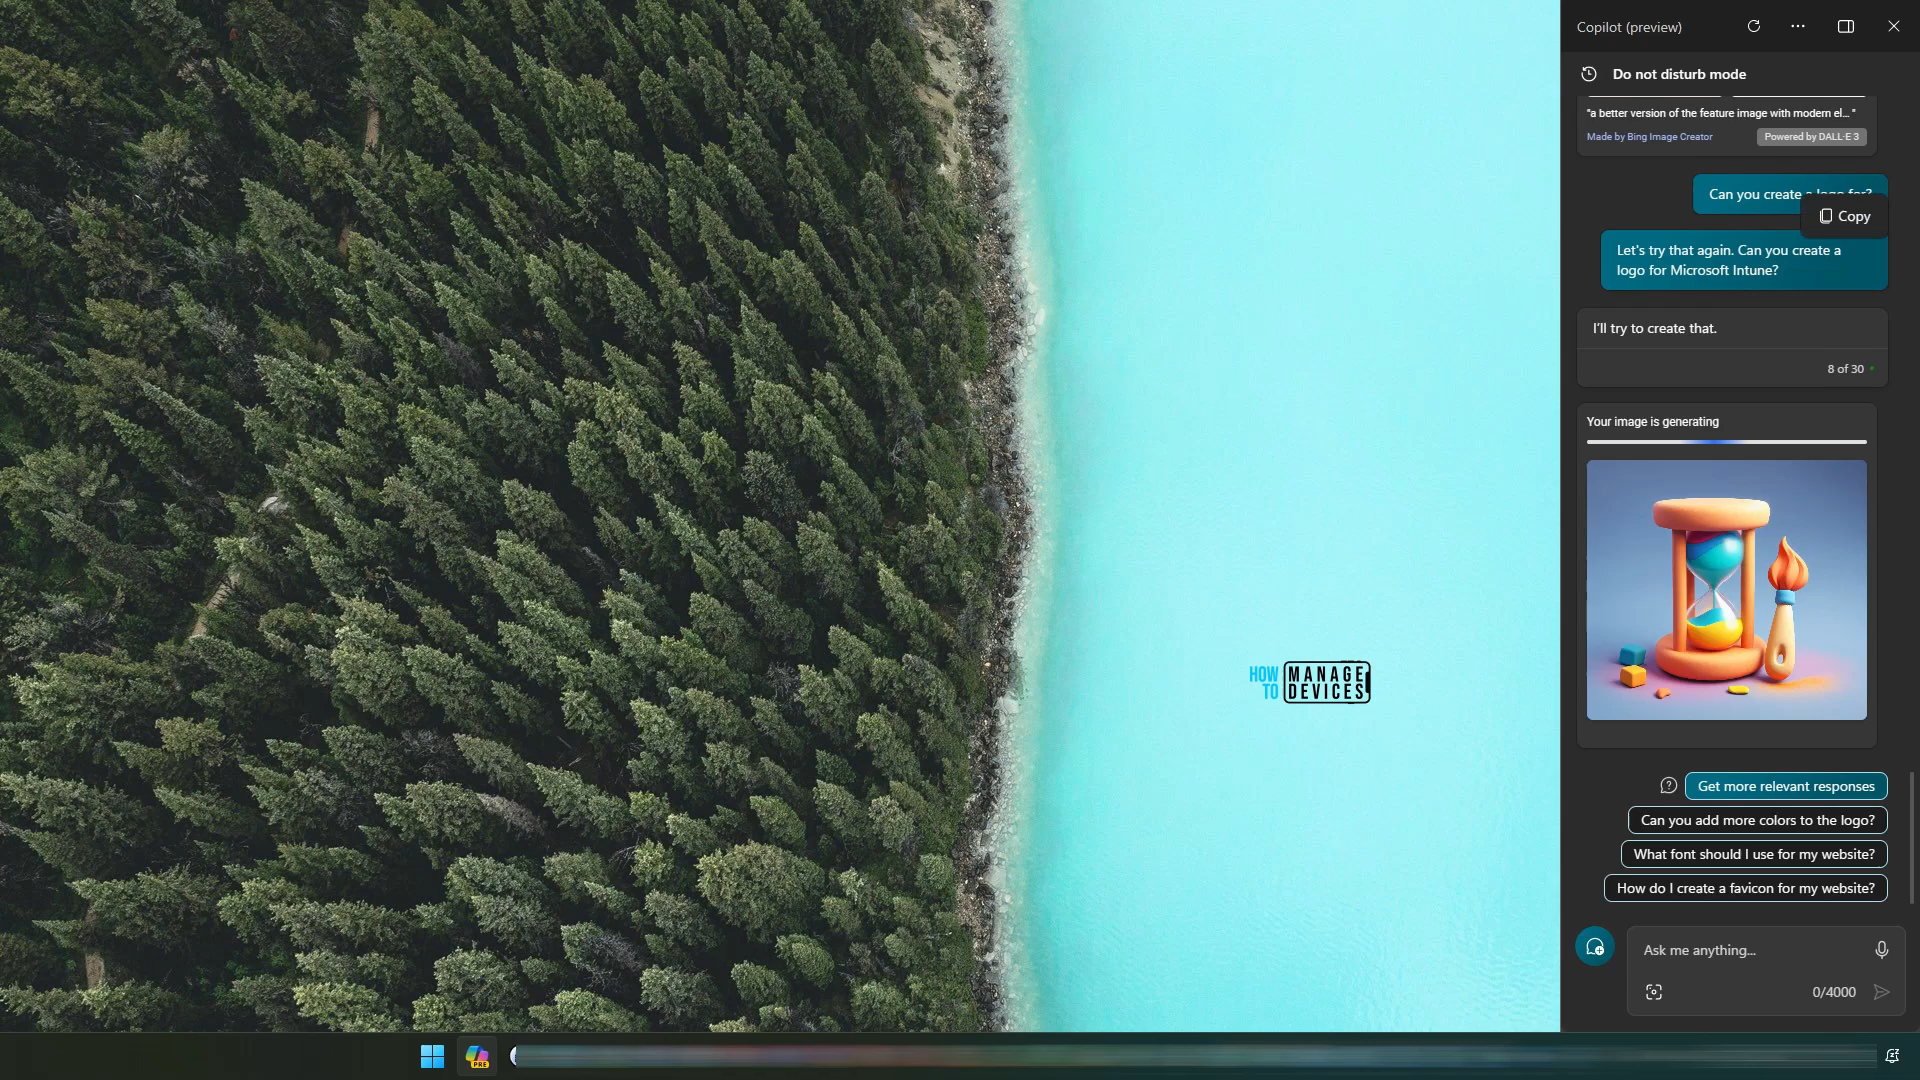 Copilot (preview)
Do not disturb mode
"a better version of the feature image with modern el... "
Made by Bing Image Creator
Powered by DALL·E 3
Can you create a logo for?
Copy
Let's try that again. Can you create a
logo for Microsoft Intune?
I'll try to create that.
8 of 30
Your image is generating
HOW
TO
MANAGE
DEVICES
Get more relevant responses
Can you add more colors to the logo?
What font should I use for my website?
How do I create a favicon for my website?
Ask me anything...
0/4000
PRE